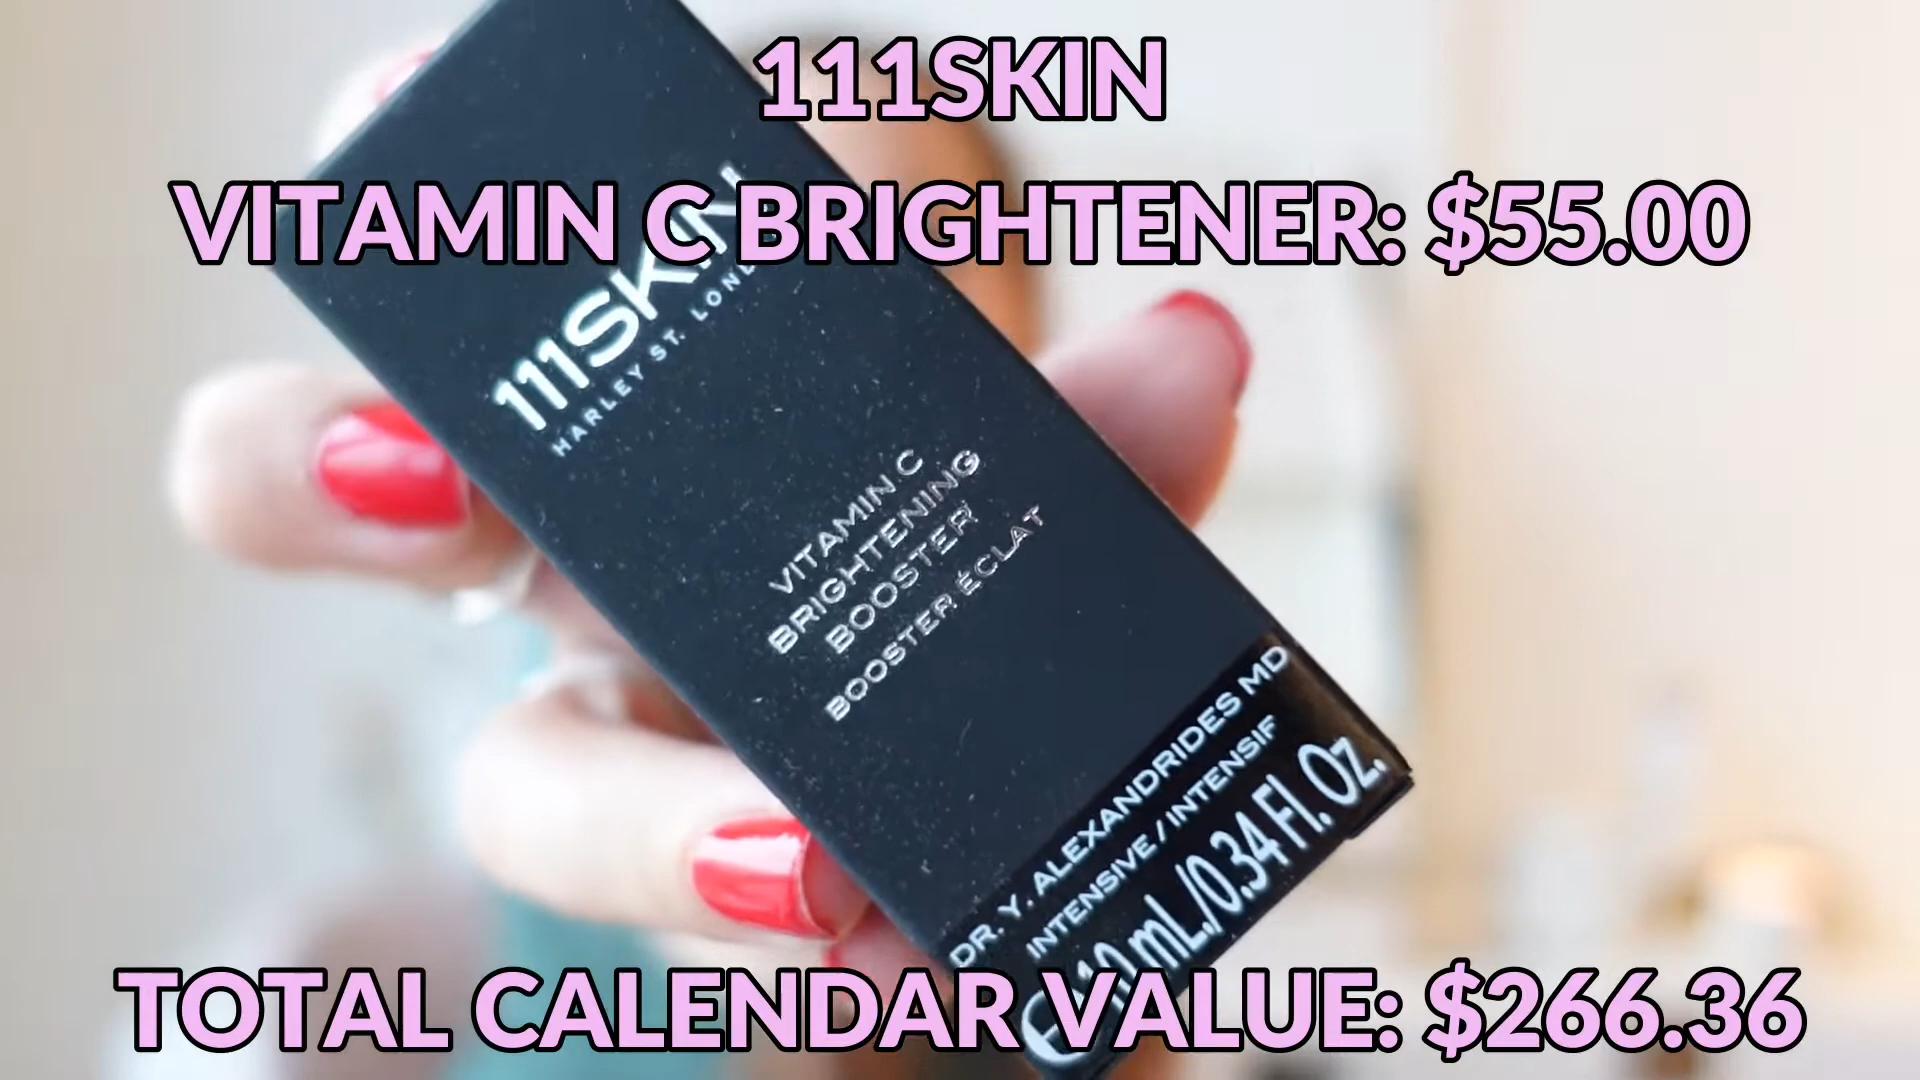 111SKIN
VITAMIN C BRIGHTENER: $55.00
111SKIN
HARLEY ST.
VITAMIN C
BRIGHTENING
BOOSTER
BOOSTER ÉCLAT
DR. Y. ALEXANDRIDES MD
INTENSIVE / INTENSIF
10 mL./0.34 Fl. Oz.
TOTAL CALENDAR VALUE: $266.36